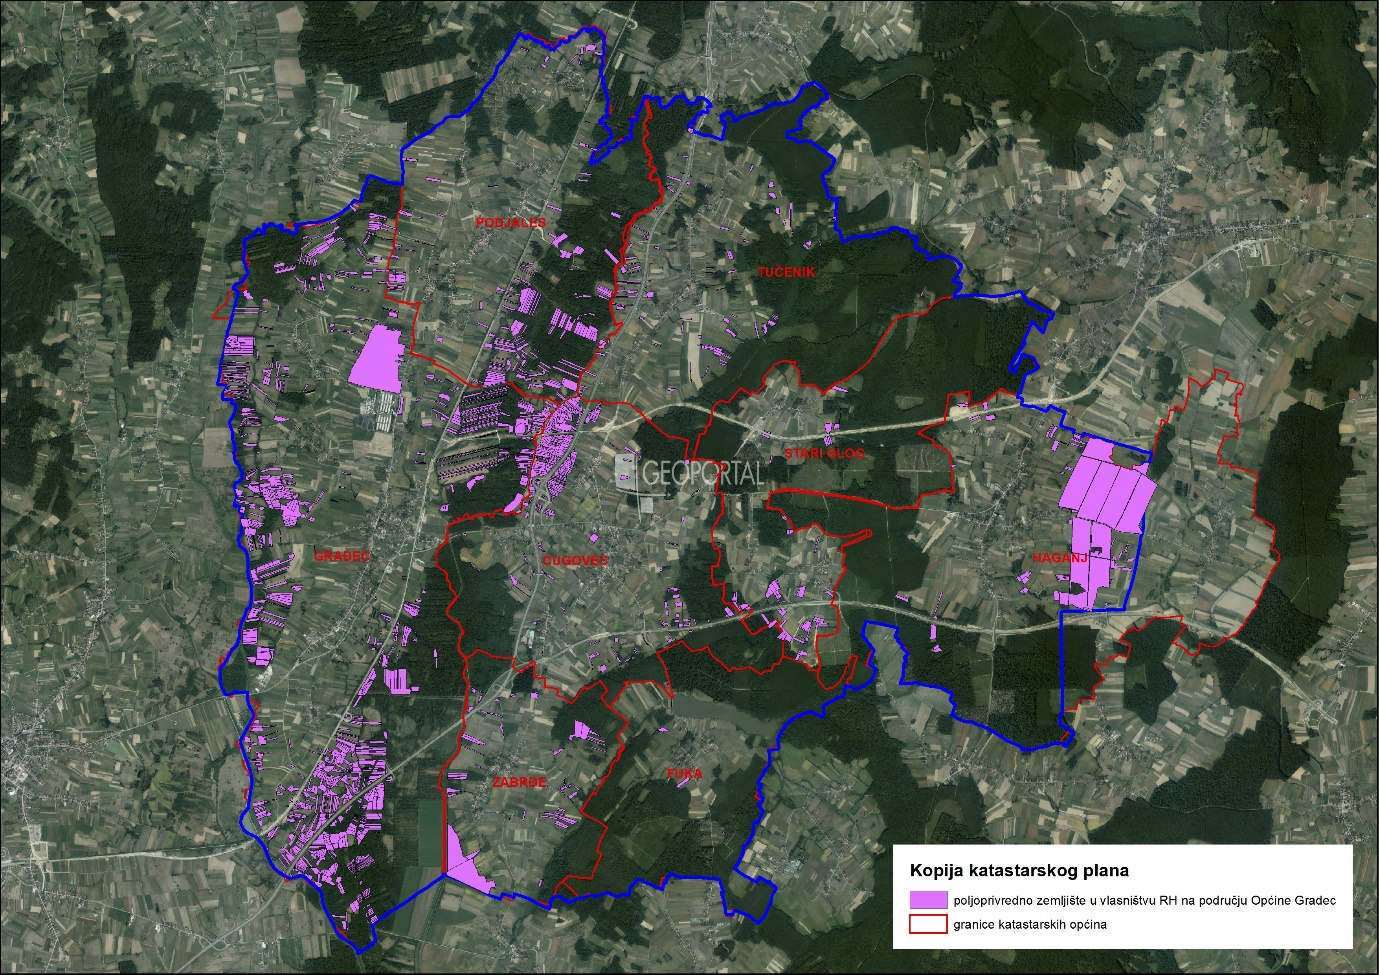 PODJALES
TUČENIK
GEOPORTAL
STARI GLOG
GRADEC
CUGOVEC
HAGANJ
ZABRĐE
FUKA
Kopija katastarskog plana
poljoprivredno zemljište u vlasništvu RH na području Općine Gradec
granice katastarskih općina